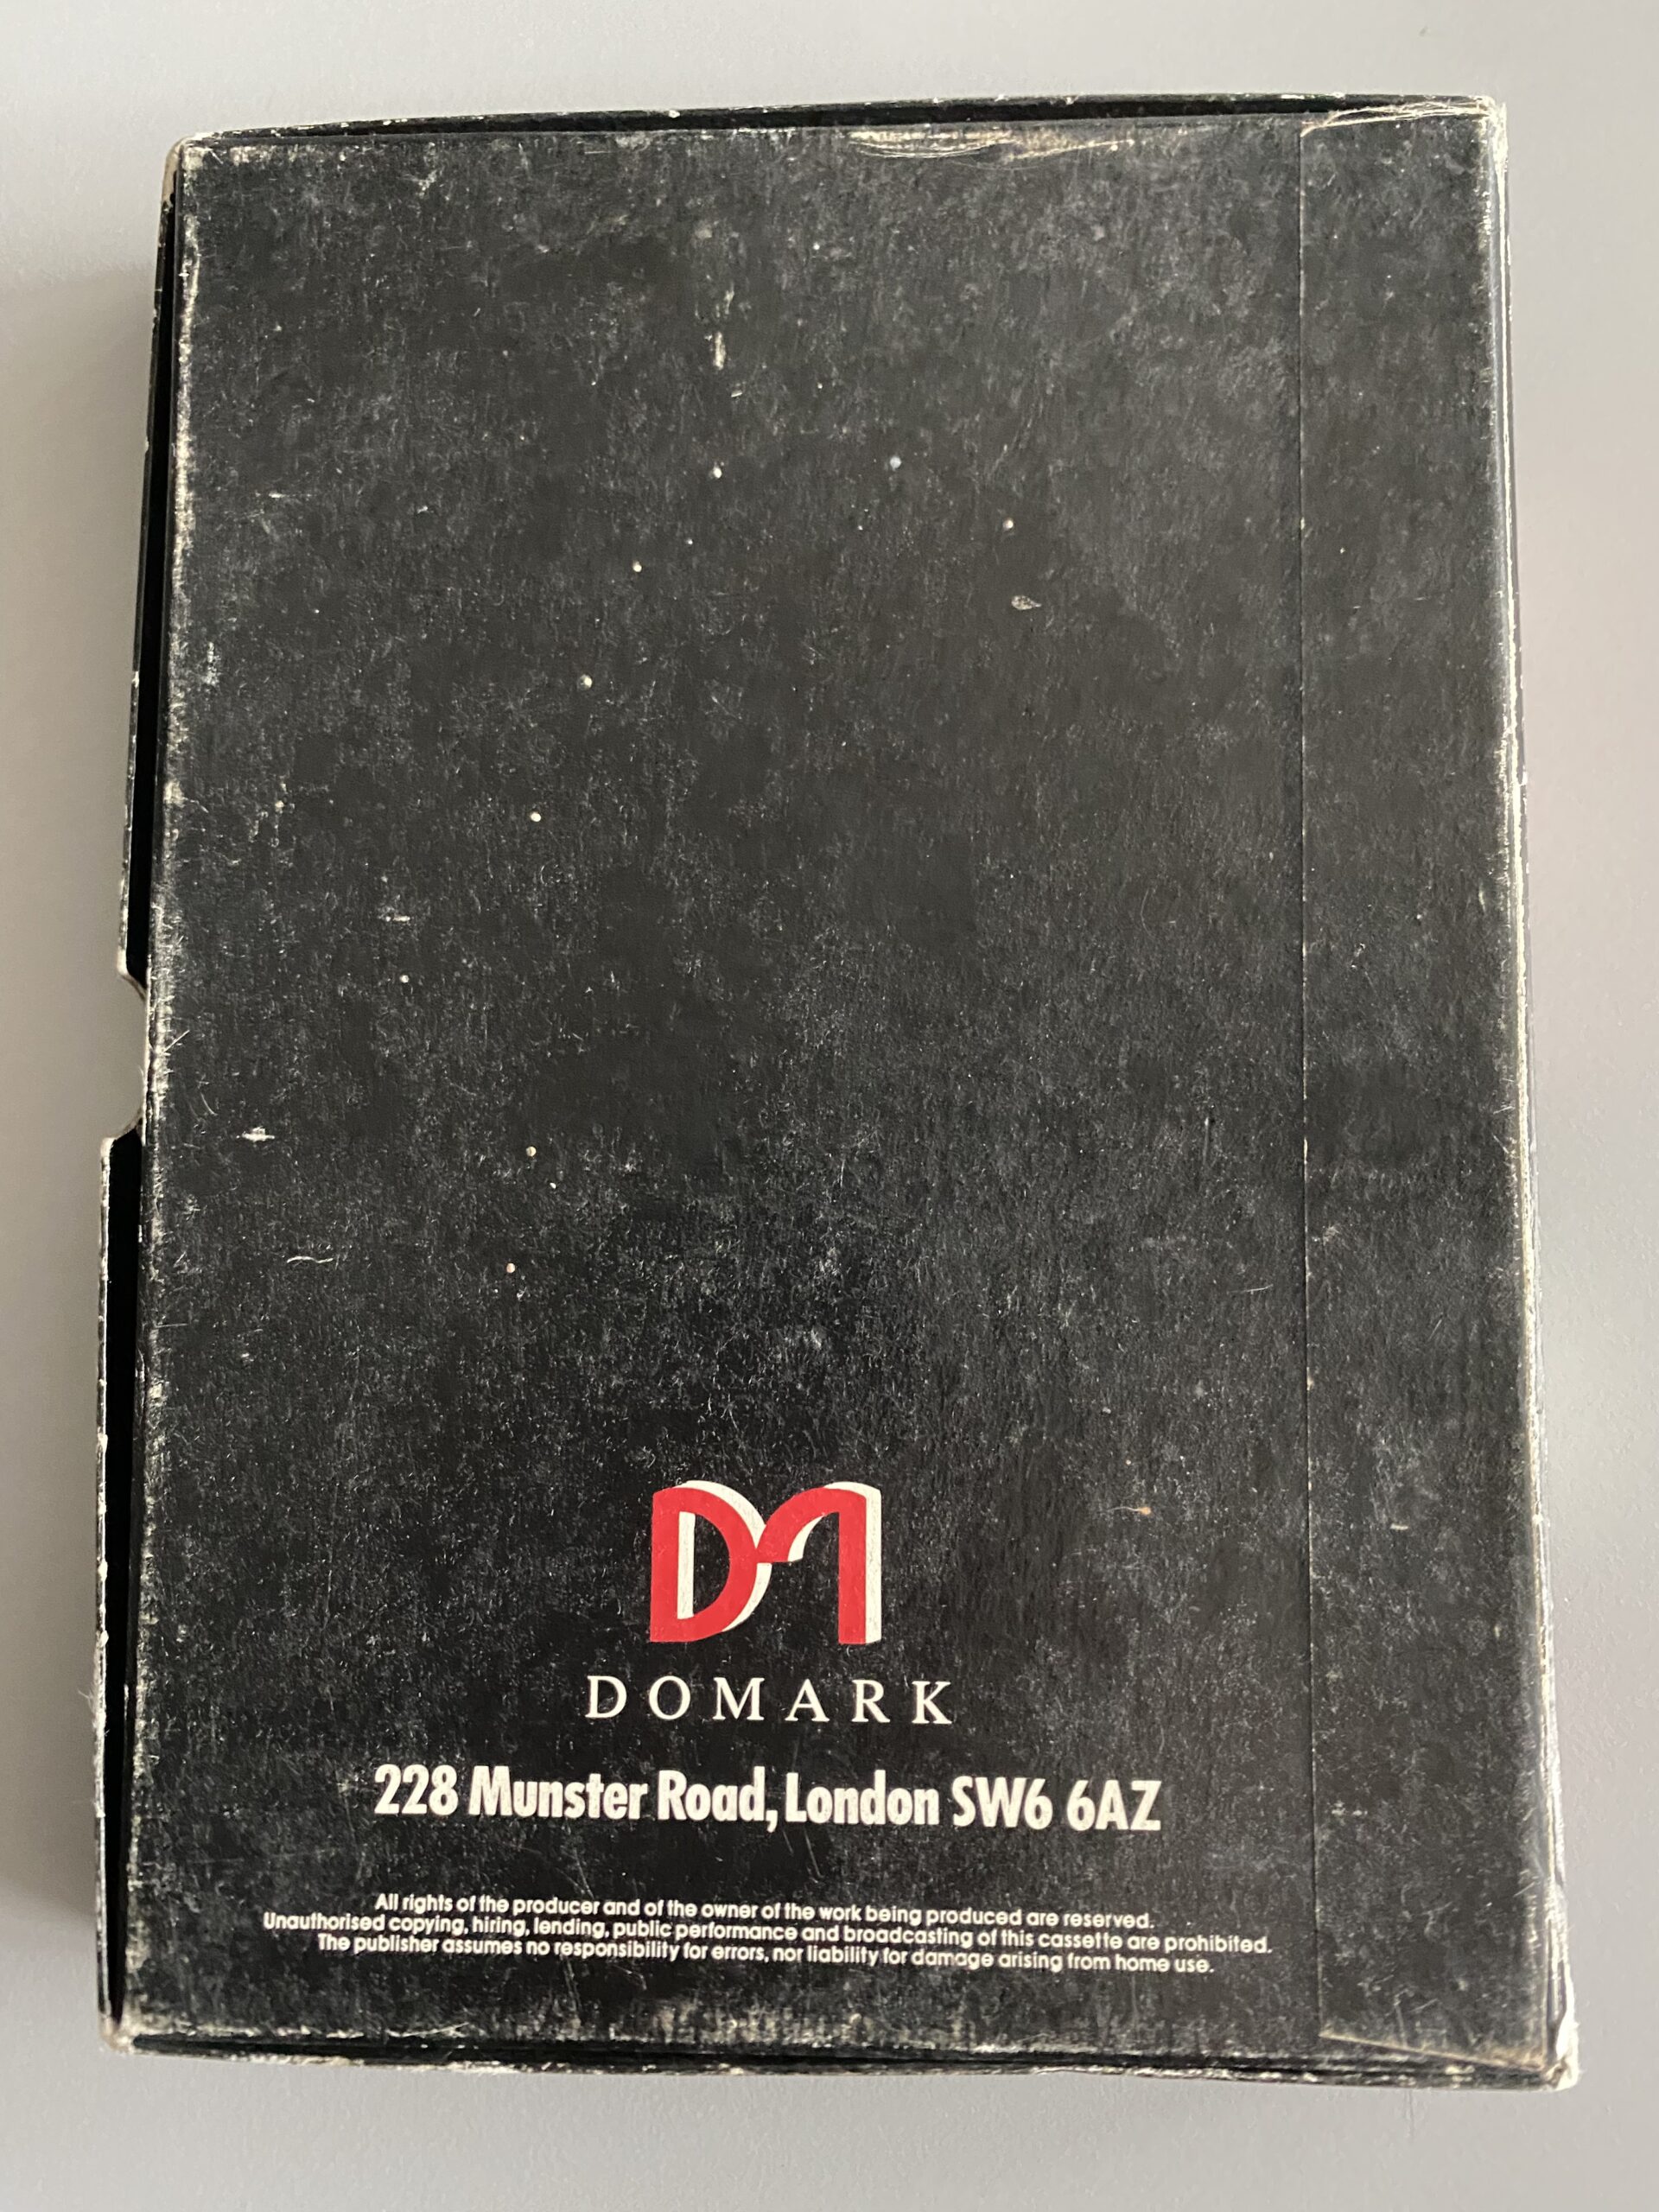 DM
DOMARK
228 Munster Road, London SW6 6AZ
All rights of the producer and of the owner of the work being produced are reserved.
Unauthorised copying, hiring, lending, public performance and broadcasting of this cassette are prohibited.
The publisher assumes no responsibility for errors, nor liability for damage arising from home use.